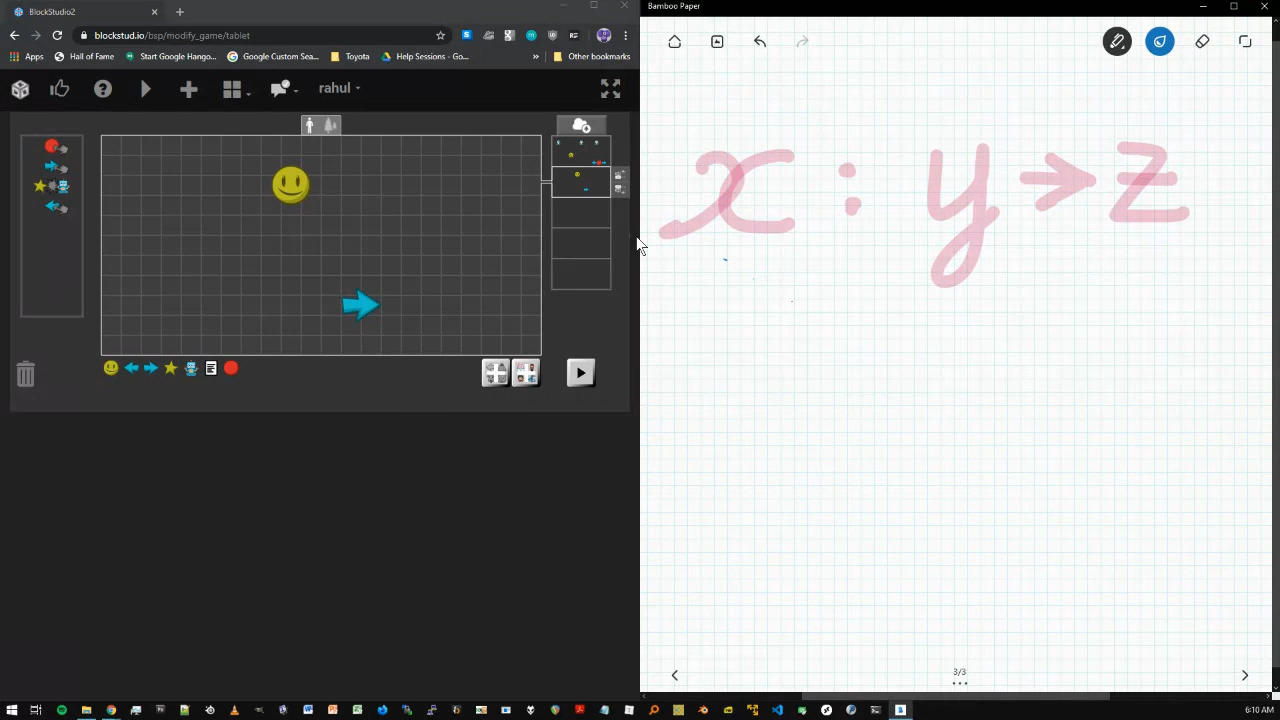 BlockStudio2
Bamboo Paper
blockstud.io/bsp/modify_game/tablet
Apps
Hall of Fame
Start Google Hango...
Google Custom Sea...
Toyota
Help Sessions - Go...
»
Other bookmarks
rahul
x : y → z
3/3
6:10 AM